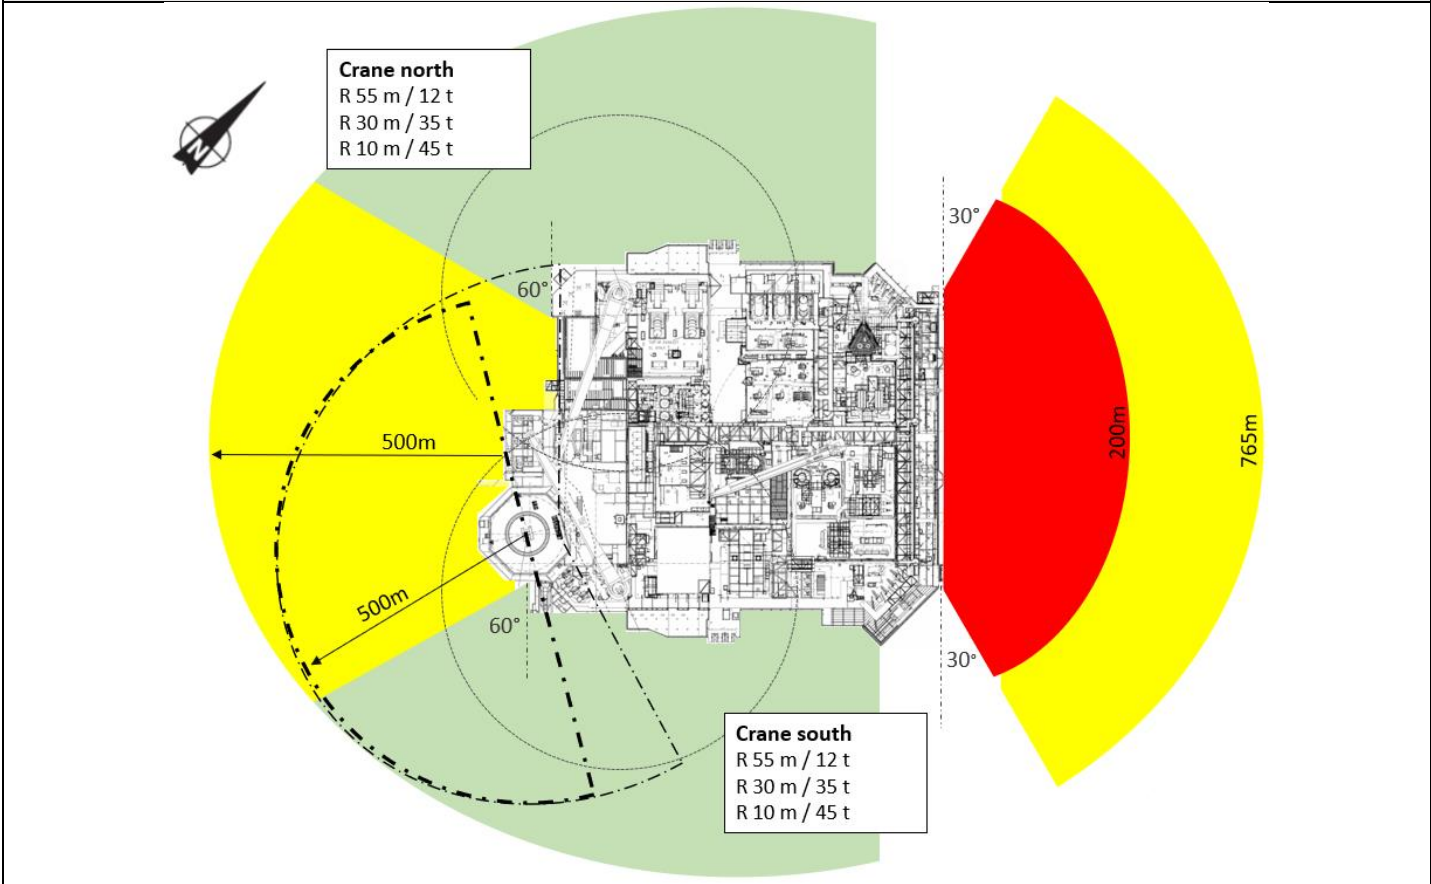 Crane north
R 55 m / 12 t
R 30 m / 35 t
R 10 m / 45 t
N
30°
60°
500m
200m
765m
500m
60°
30°
Crane south
R 55 m / 12 t
R 30 m / 35 t
R 10 m / 45 t